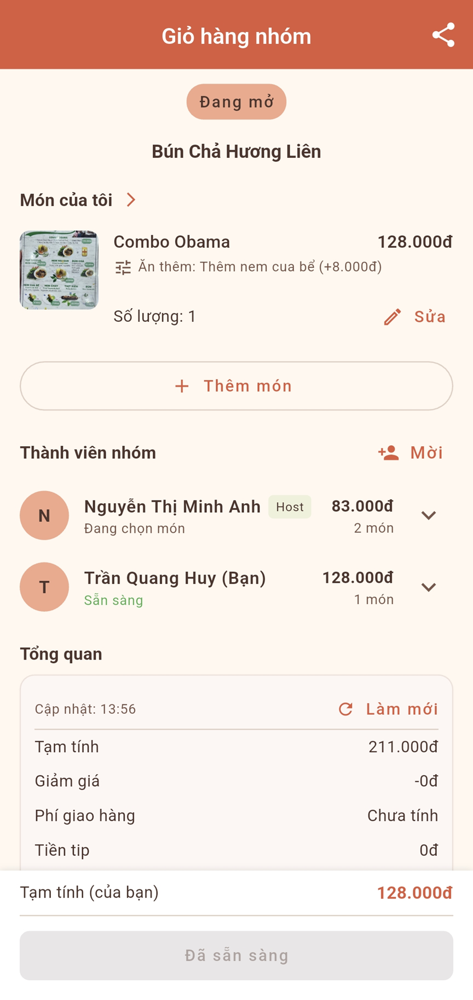 Giỏ hàng nhóm
Đang mở
Bún Chả Hương Liên
Món của tôi
Combo Obama
128.000đ
Ăn thêm: Thêm nem cua bể (+8.000đ)
Số lượng: 1
Sửa
+ Thêm món
Thành viên nhóm
Mời
N
Nguyễn Thị Minh Anh
Host
83.000đ
Đang chọn món
2 món
T
Trần Quang Huy (Bạn)
128.000đ
Sẵn sàng
1 món
Tổng quan
Cập nhật: 13:56
Làm mới
Tạm tính
211.000đ
Giảm giá
-0đ
Phí giao hàng
Chưa tính
Tiền tip
0đ
Tạm tính (của bạn)
128.000đ
Đã sẵn sàng